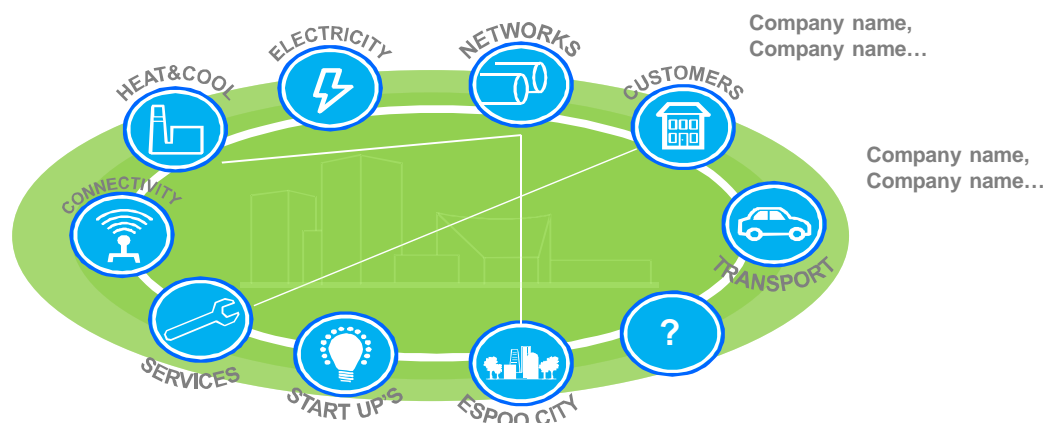 ELECTRICITY
NETWORKS
Company name,
Company name…
HEAT&COOL
CUSTOMERS
Company name,
Company name…
CONNECTIVITY
TRANSPORT
?
SERVICES
START UP'S
ESPOO CITY